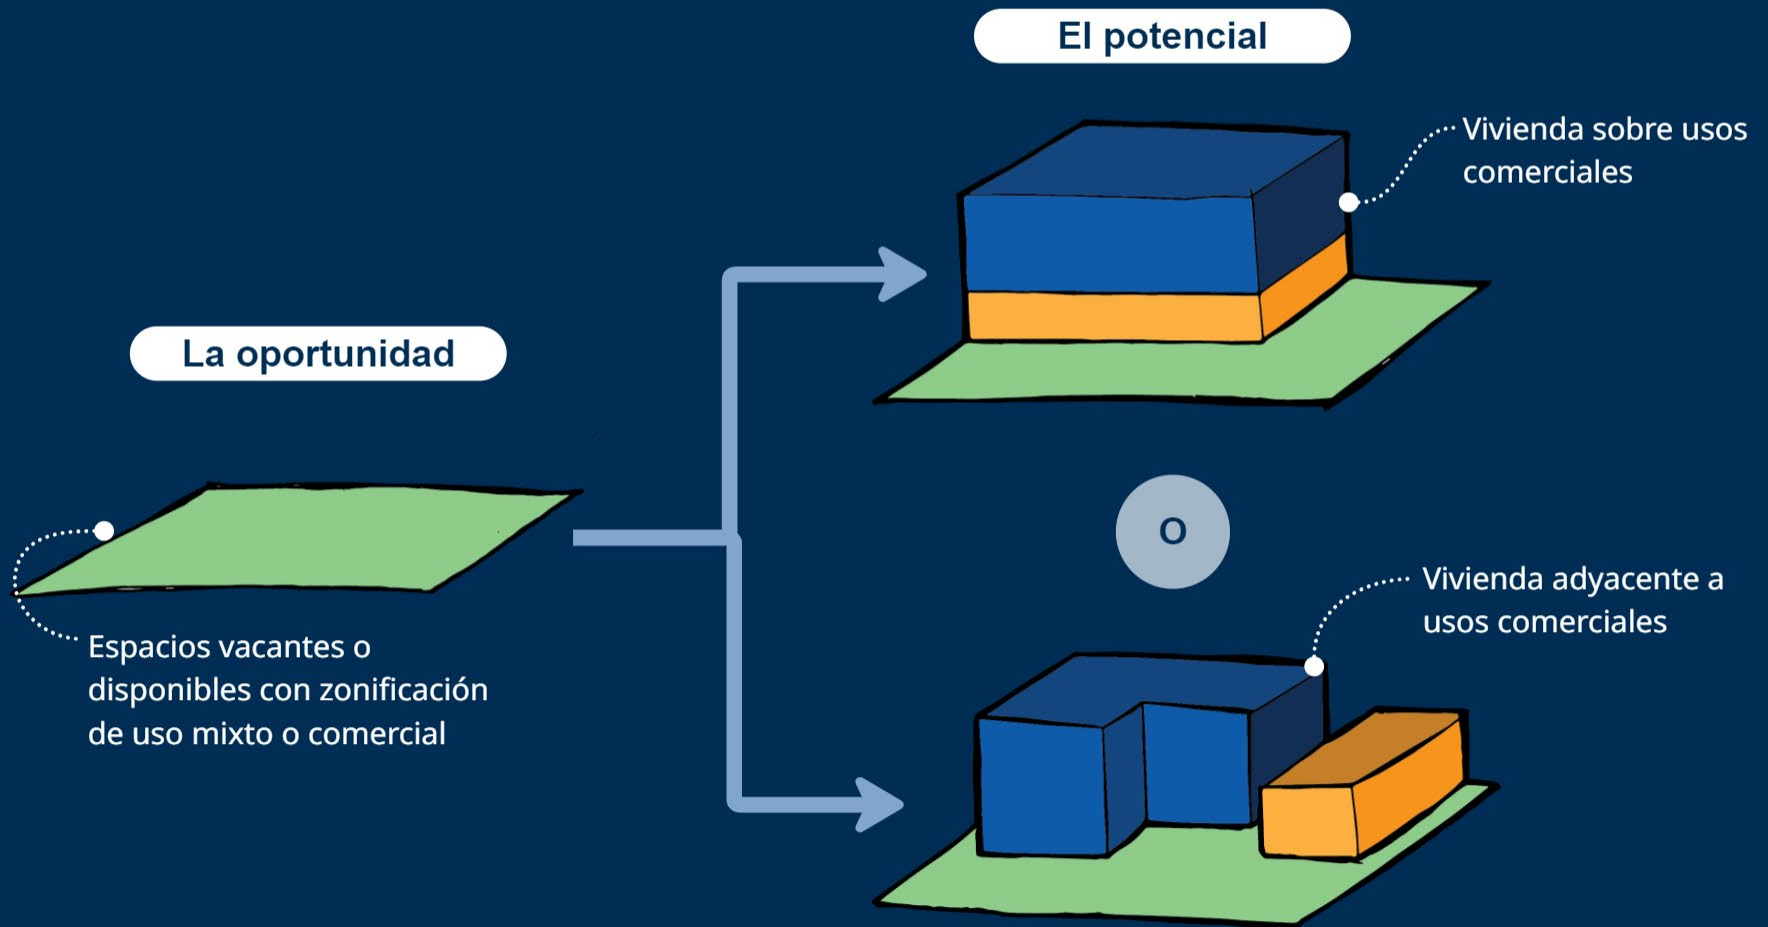 El potencial
Vivienda sobre usos
comerciales
La oportunidad
Espacios vacantes o
disponibles con zonificación
de uso mixto o comercial
O
Vivienda adyacente a
usos comerciales